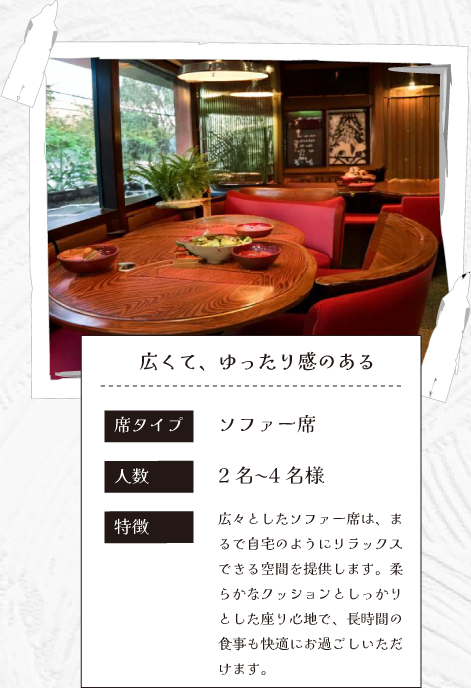 広くて、ゆったり感のある
席タイプ
ソファー席
人数
2名~4名様
特徴
広々としたソファー席は、ま
るで自宅のようにリラックス
できる空間を提供します。柔
らかなクッションとしっかり
とした座り心地で、長時間の
食事も快適にお過ごしいただ
けます。